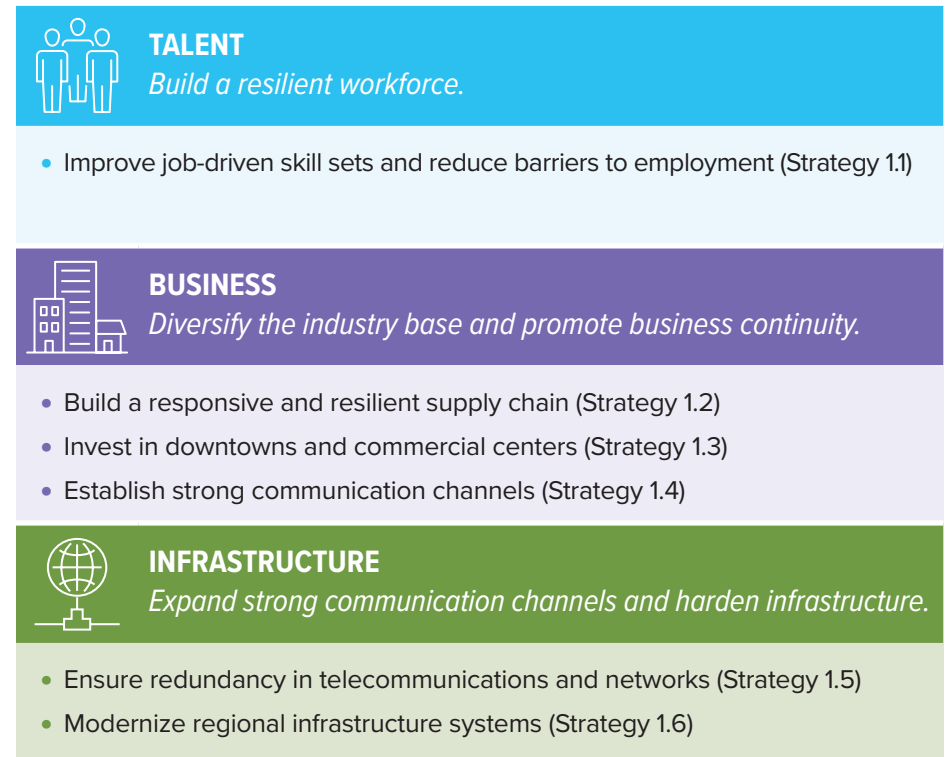 TALENT
Build a resilient workforce.
• Improve job-driven skill sets and reduce barriers to employment (Strategy 1.1)
BUSINESS
Diversify the industry base and promote business continuity.
• Build a responsive and resilient supply chain (Strategy 1.2)
• Invest in downtowns and commercial centers (Strategy 1.3)
• Establish strong communication channels (Strategy 1.4)
INFRASTRUCTURE
Expand strong communication channels and harden infrastructure.
• Ensure redundancy in telecommunications and networks (Strategy 1.5)
• Modernize regional infrastructure systems (Strategy 1.6)